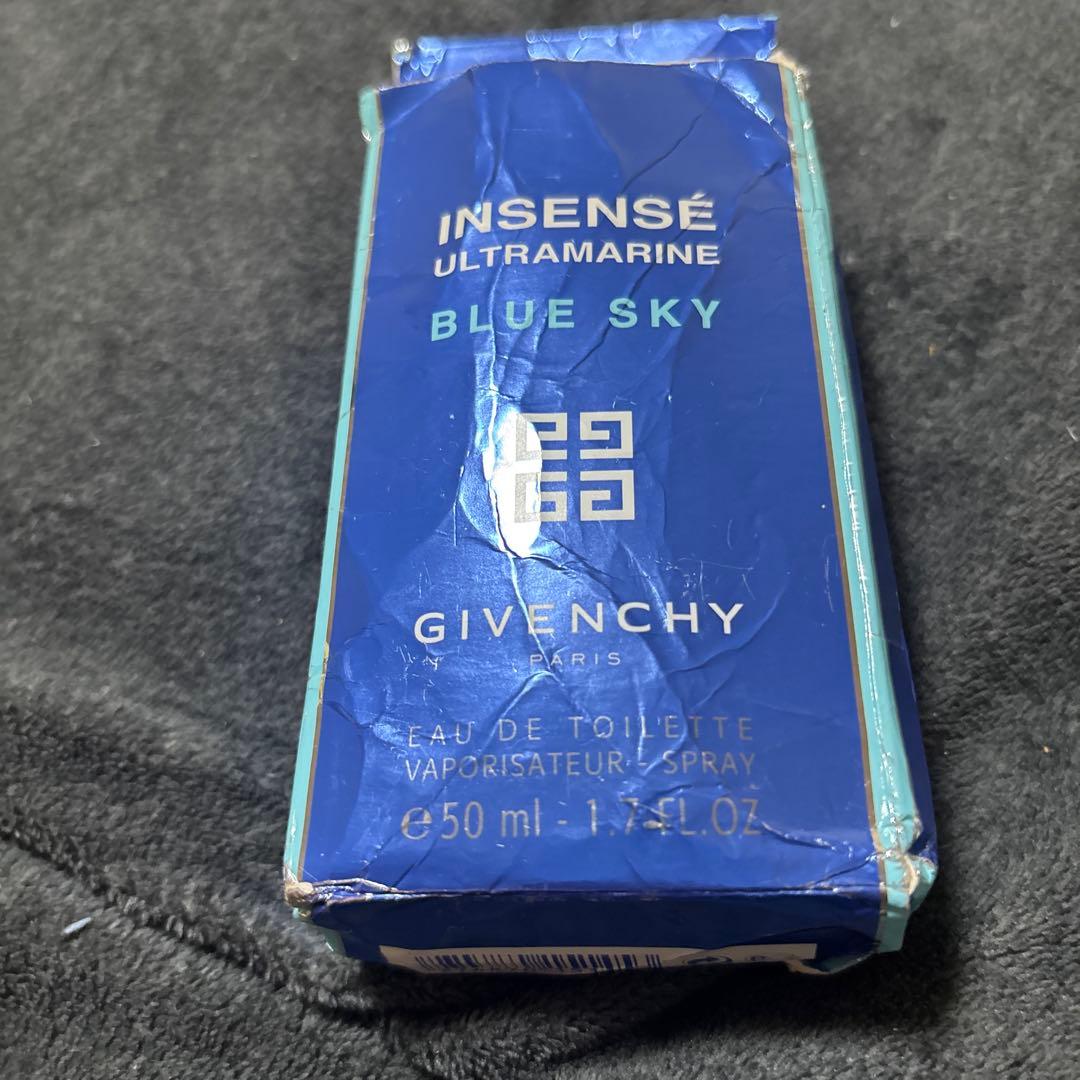 INSENSÉ
ULTRAMARINE
BLUE SKY
GIVENCHY
PARIS
EAU DE TOILETTE
VAPORISATEUR - SPRAY
℮ 50 ml - 1.7 FL.OZ